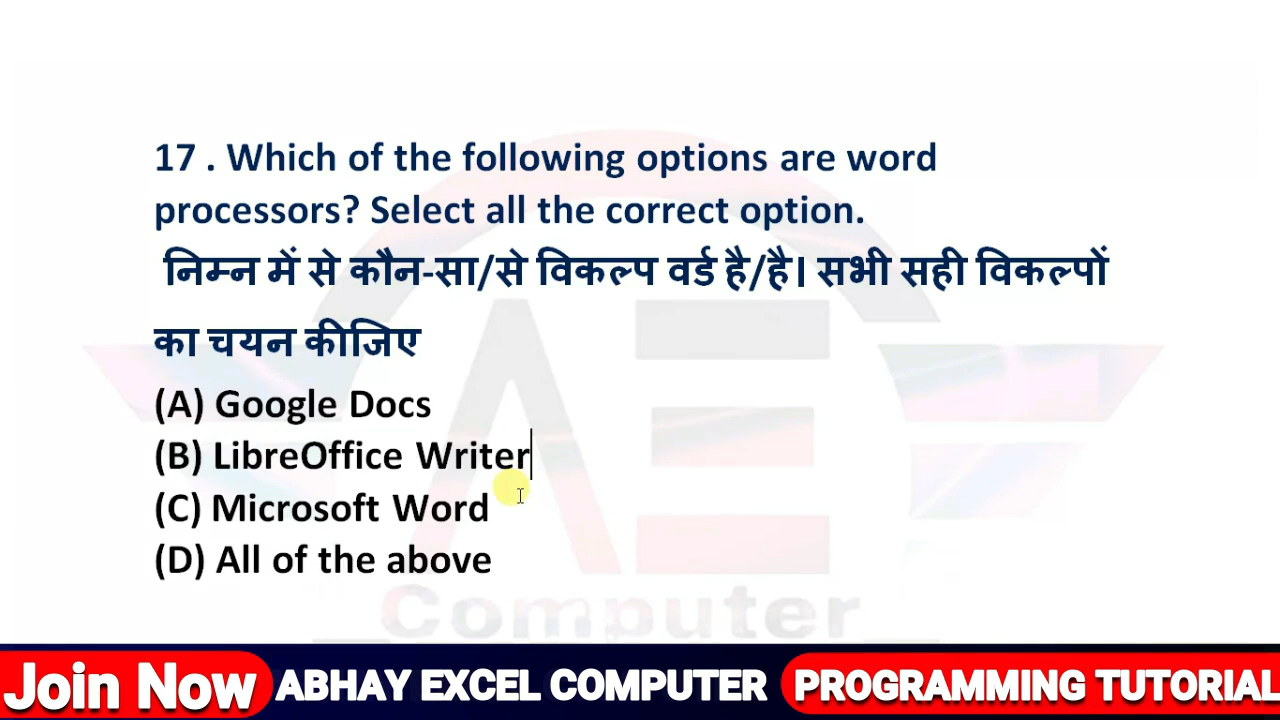 17 . Which of the following options are word
processors? Select all the correct option.
निम्न में से कौन-सा/से विकल्प वर्ड है/है। सभी सही विकल्पों
का चयन कीजिए
(A) Google Docs
(B) LibreOffice Writer
(C) Microsoft Word
(D) All of the above
Computer
Join Now ABHAY EXCEL COMPUTER PROGRAMMING TUTORIAL